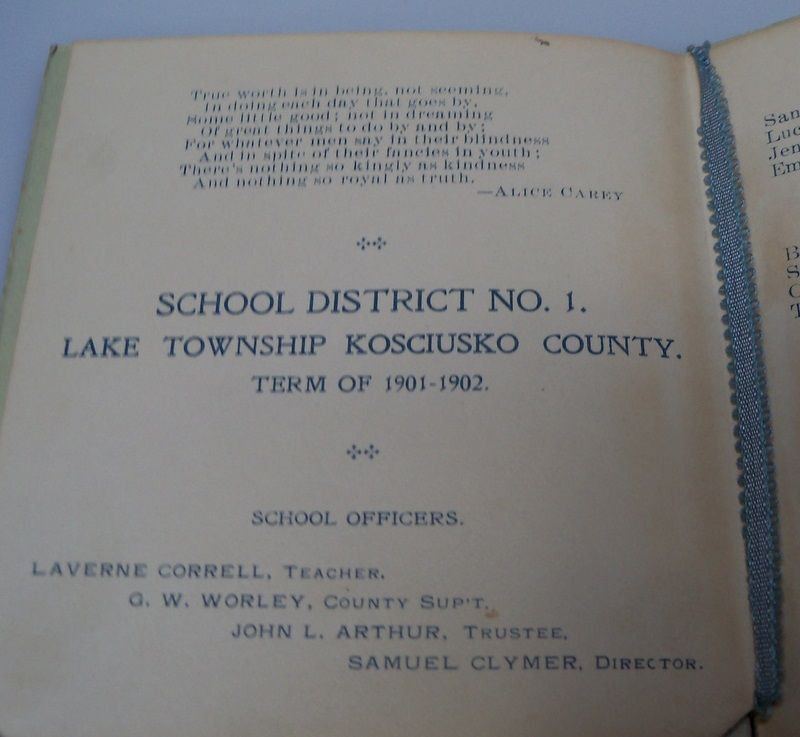 True worth is in being, not seeming,
In doing each day that goes by,
Some little good; not in dreaming
Of great things to do by and by;
For whatever men say in their blindness
And in spite of their fancies in youth;
There's nothing so kingly as kindness
And nothing so royal as truth.
—ALICE CAREY
SCHOOL DISTRICT NO. 1.
LAKE TOWNSHIP KOSCIUSKO COUNTY.
TERM OF 1901-1902.
SCHOOL OFFICERS.
LAVERNE CORRELL, TEACHER.
G. W. WORLEY, COUNTY SUP'T.
JOHN L. ARTHUR, TRUSTEE.
SAMUEL CLYMER, DIRECTOR.